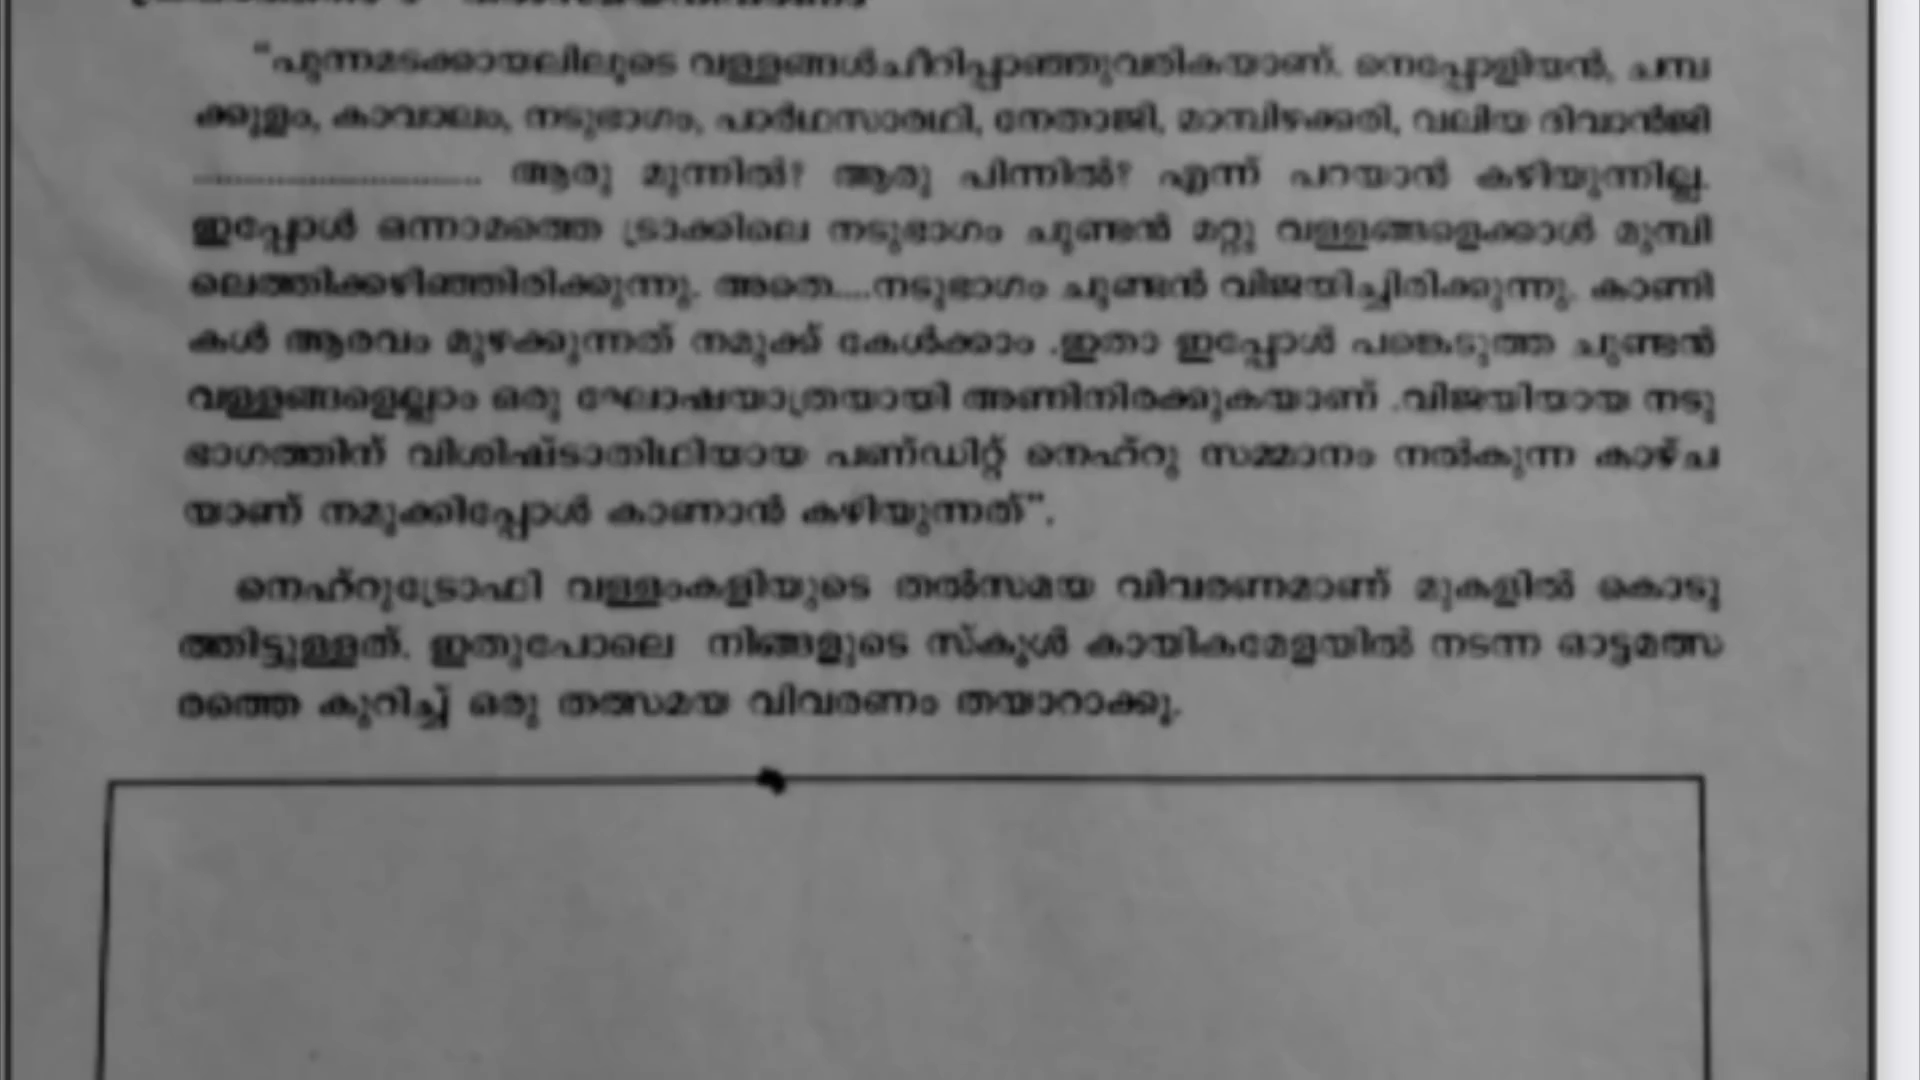 “പുന്നമടക്കായലിലൂടെ വള്ളങ്ങൾചീറിപ്പാഞ്ഞുവരികയാണ്. നെപ്പോളിയൻ, ചമ്പ
ക്കുളം, കാവാലം, നടുഭാഗം, പാർഥസാരഥി, നേതാജി, മാമ്പിഴക്കരി, വലിയ ദിവാൻജി
............................ ആരു മുന്നിൽ? ആരു പിന്നിൽ? എന്ന് പറയാൻ കഴിയുന്നില്ല.
ഇപ്പോൾ ഒന്നാമത്തെ ട്രാക്കിലെ നടുഭാഗം ചുണ്ടൻ മറ്റു വള്ളങ്ങളെക്കാൾ മുമ്പി
ലെത്തിക്കഴിഞ്ഞിരിക്കുന്നു. അതെ....നടുഭാഗം ചുണ്ടൻ വിജയിച്ചിരിക്കുന്നു. കാണി
കൾ ആരവം മുഴക്കുന്നത് നമുക്ക് കേൾക്കാം .ഇതാ ഇപ്പോൾ പങ്കെടുത്ത ചുണ്ടൻ
വള്ളങ്ങളെല്ലാം ഒരു ഘോഷയാത്രയായി അണിനിരക്കുകയാണ് .വിജയിയായ നടു
ഭാഗത്തിന് വിശിഷ്ടാതിഥിയായ പണ്ഡിറ്റ് നെഹ്റു സമ്മാനം നൽകുന്ന കാഴ്ച
യാണ് നമുക്കിപ്പോൾ കാണാൻ കഴിയുന്നത്”.
നെഹ്റുട്രോഫി വള്ളംകളിയുടെ തൽസമയ വിവരണമാണ് മുകളിൽ കൊടു
ത്തിട്ടുള്ളത്. ഇതുപോലെ നിങ്ങളുടെ സ്കൂൾ കായികമേളയിൽ നടന്ന ഓട്ടമത്സ
രത്തെ കുറിച്ച് ഒരു തത്സമയ വിവരണം തയാറാക്കൂ.